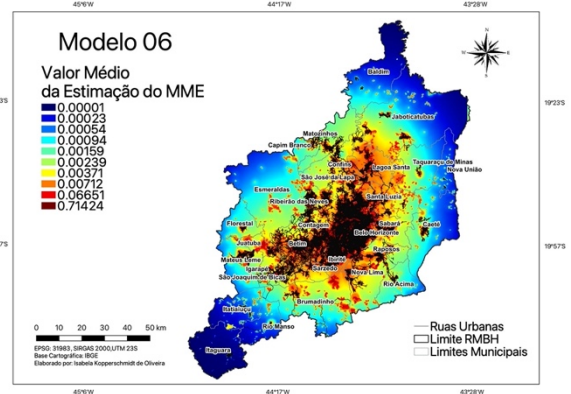 45°6'W 44°17'W 43°28'W
Modelo 06
Valor Médio
da Estimação do MME
0.00001
0.00023
0.00054
0.00094
0.00159
0.00239
0.00371
0.00712
0.06651
0.71424
N
Baldim
Jaboticatubas
19°23'S
Matozinhos
Capim Branco
Confins
Lagoa Santa
Taquaraçu de Minas
Nova União
São José da Lapa
Esmeraldas
Santa Luzia
Ribeirão das Neves
Florestal
Contagem
Sabará
Caeté
Belo Horizonte
Juatuba
Betim
Raposos
19°57'S
Mateus Leme
Ibirité
Igarapé
Sarzedo
Nova Lima
São Joaquim de Bicas
Rio Acima
Brumadinho
Itatiaiuçu
Rio Manso
Itaguara
0 10 20 30 40 50 km
EPSG: 31983, SIRGAS 2000,UTM 23S
Base Cartográfica: IBGE
Elaborado por: Isabela Kopperschmidt de Oliveira
Ruas Urbanas
Limite RMBH
Limites Municipais
45°6'W 44°17'W 43°28'W